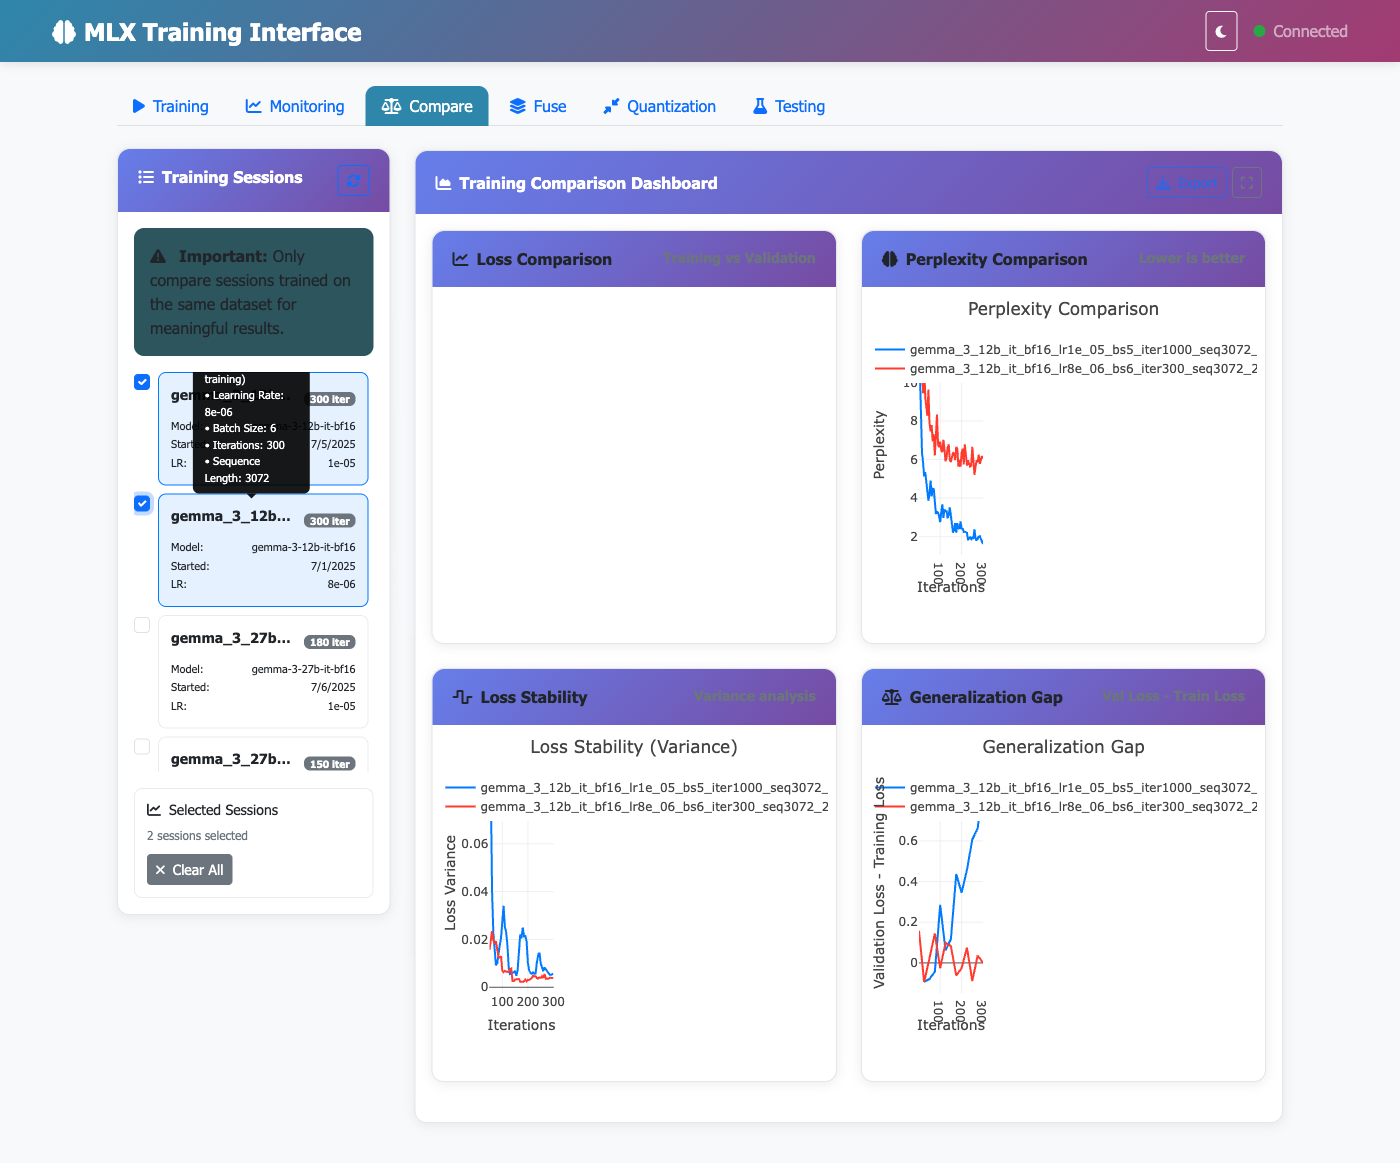 MLX Training Interface
Connected
Training
Monitoring
Compare
Fuse
Quantization
Testing
Training Sessions
Important: Only
compare sessions trained on
the same dataset for
meaningful results.
training)
• Learning Rate:
8e-06
• Batch Size: 6
• Iterations: 300
• Sequence
Length: 3072
300 iter
Model: 12b-it-bf16
7/5/2025
LR: 1e-05
gemma_3_12b... 300 iter
Model: gemma-3-12b-it-bf16
Started: 7/1/2025
LR: 8e-06
gemma_3_27b... 180 iter
Model: gemma-3-27b-it-bf16
Started: 7/6/2025
LR: 1e-05
gemma_3_27b... 150 iter
Selected Sessions
2 sessions selected
Clear All
Training Comparison Dashboard
Export
Loss Comparison
Training vs Validation
Perplexity Comparison
Lower is better
Perplexity Comparison
gemma_3_12b_it_bf16_lr1e_05_bs5_iter1000_seq3072_
gemma_3_12b_it_bf16_lr8e_06_bs6_iter300_seq3072_2
10
8
6
4
2
Perplexity
100
200
300
Iterations
Loss Stability
Variance analysis
Loss Stability (Variance)
gemma_3_12b_it_bf16_lr1e_05_bs5_iter1000_seq3072_
gemma_3_12b_it_bf16_lr8e_06_bs6_iter300_seq3072_2
0.06
0.04
0.02
0
Loss Variance
100 200 300
Iterations
Generalization Gap
Val Loss - Train Loss
Generalization Gap
gemma_3_12b_it_bf16_lr1e_05_bs5_iter1000_seq3072_
gemma_3_12b_it_bf16_lr8e_06_bs6_iter300_seq3072_2
0.6
0.4
0.2
0
Validation Loss - Training Loss
100
200
300
Iterations